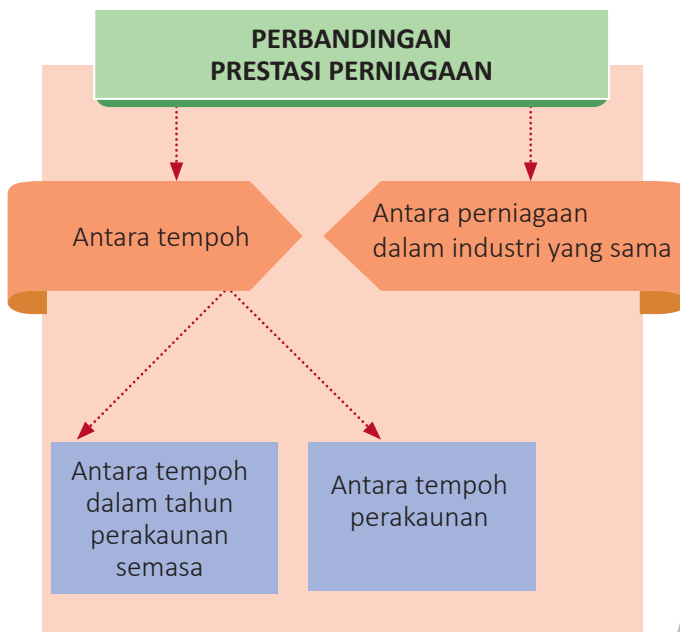 PERBANDINGAN
PRESTASI PERNIAGAAN
Antara tempoh
Antara perniagaan
dalam industri yang sama
Antara tempoh
dalam tahun
perakaunan
semasa
Antara tempoh
perakaunan